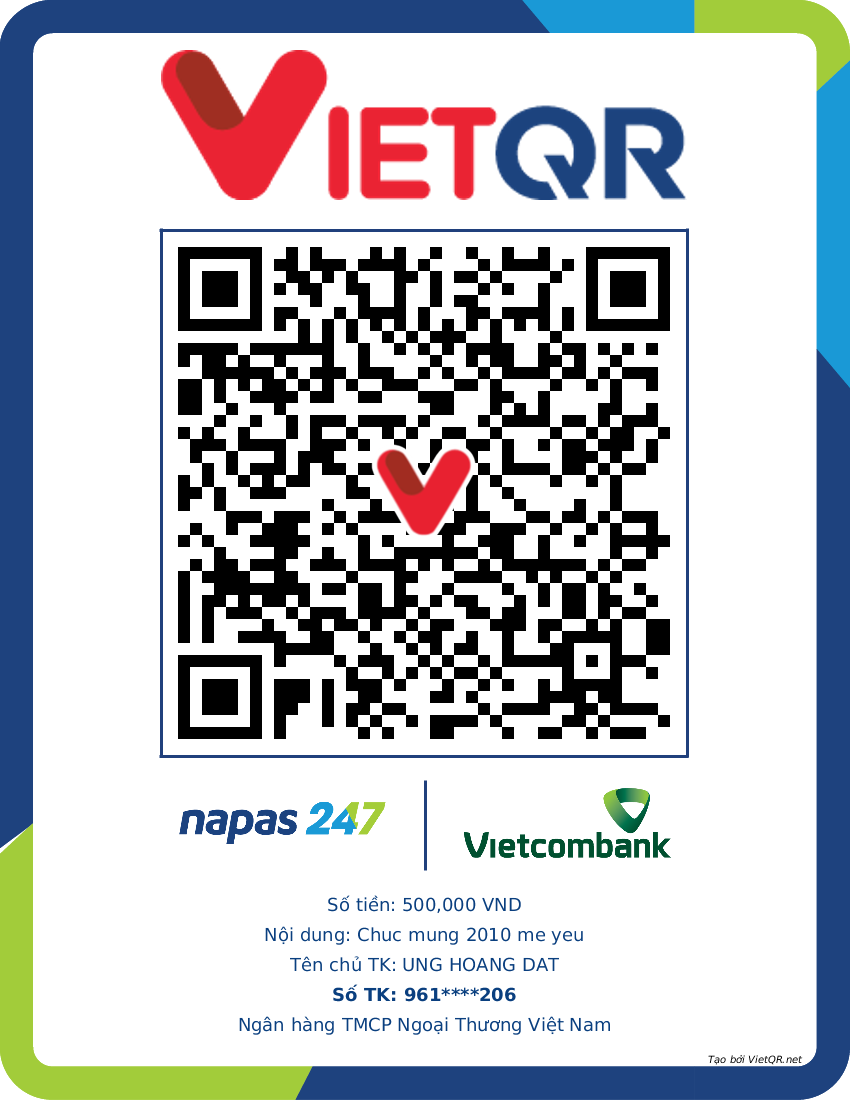 VIETQR
napas 247
Vietcombank
Số tiền: 500,000 VND
Nội dung: Chuc mung 2010 me yeu
Tên chủ TK: UNG HOANG DAT
Số TK: 961****206
Ngân hàng TMCP Ngoại Thương Việt Nam
Tạo bởi VietQR.net